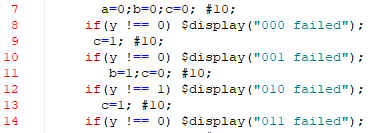 7 a=0;b=0;c=0; #10;
8 if(y !== 0) $display("000 failed");
9 c=1; #10;
10 if(y !== 0) $display("001 failed");
11 b=1;c=0; #10;
12 if(y !== 1) $display("010 failed");
13 c=1; #10;
14 if(y !== 0) $display("011 failed");